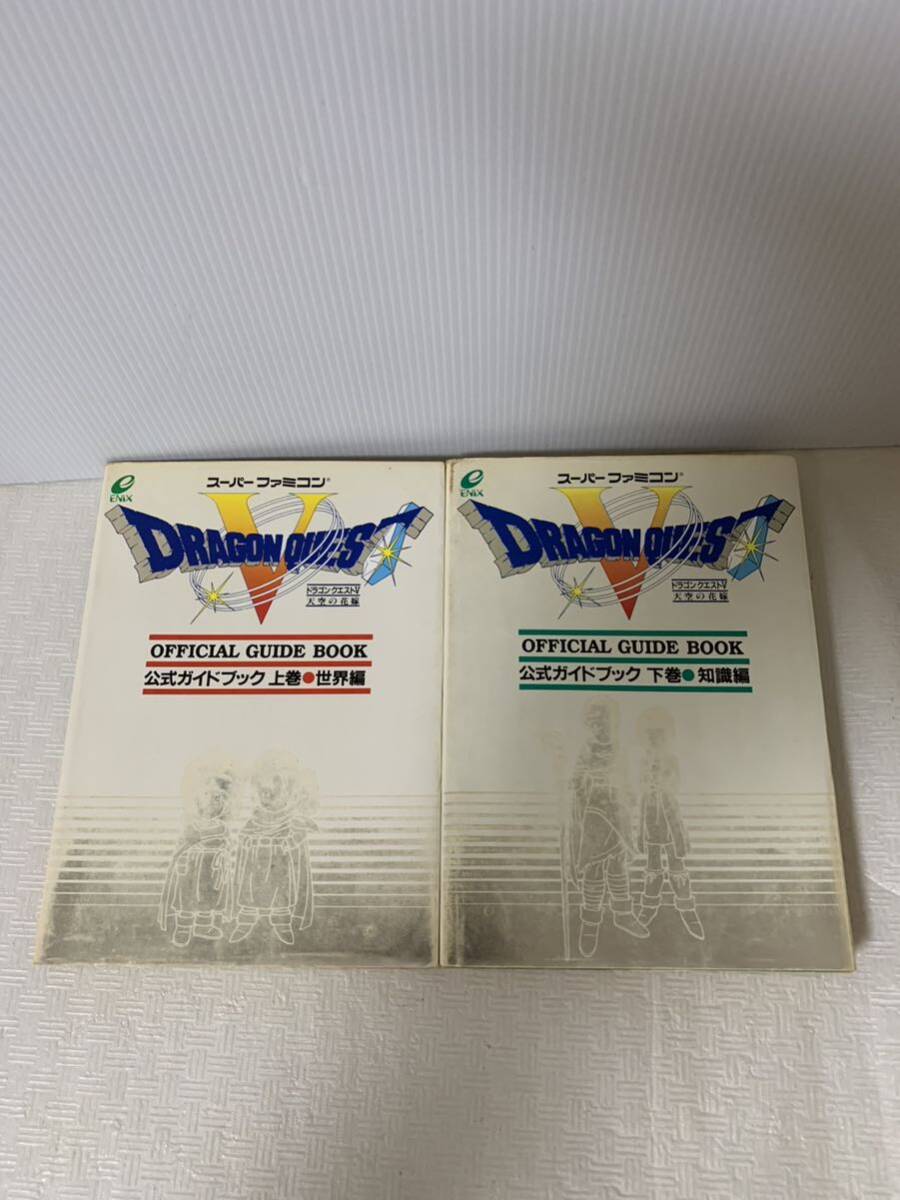 ENIX
スーパーファミコン®
V
DRAGON QUEST
ドラゴンクエストV
天空の花嫁
OFFICIAL GUIDE BOOK
公式ガイドブック 上巻●世界編
ENIX
スーパーファミコン®
V
DRAGON QUEST
ドラゴンクエストV
天空の花嫁
OFFICIAL GUIDE BOOK
公式ガイドブック 下巻●知識編